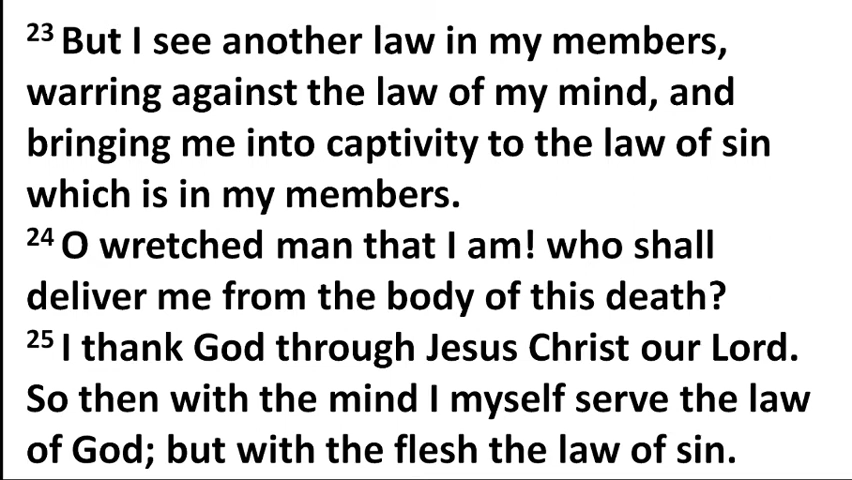 23 But I see another law in my members,
warring against the law of my mind, and
bringing me into captivity to the law of sin
which is in my members.
24 O wretched man that I am! who shall
deliver me from the body of this death?
25 I thank God through Jesus Christ our Lord.
So then with the mind I myself serve the law
of God; but with the flesh the law of sin.